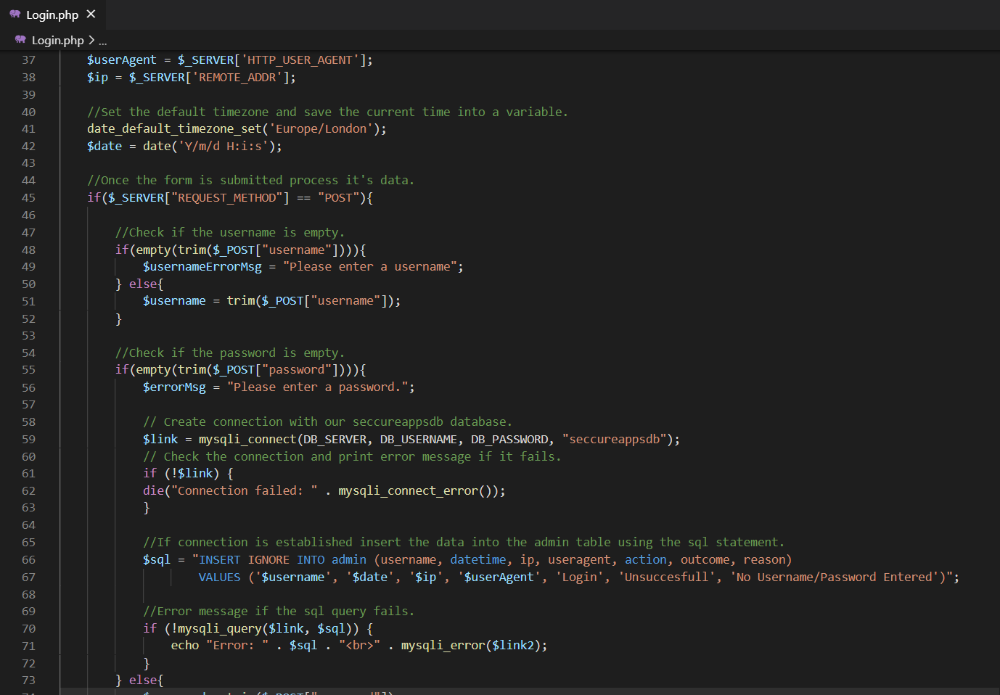 Login.php ×
Login.php > ...
37 $userAgent = $_SERVER['HTTP_USER_AGENT'];
38 $ip = $_SERVER['REMOTE_ADDR'];
39
40 //Set the default timezone and save the current time into a variable.
41 date_default_timezone_set('Europe/London');
42 $date = date('Y/m/d H:i:s');
43
44 //Once the form is submitted process it's data.
45 if($_SERVER["REQUEST_METHOD"] == "POST"){
46
47 //Check if the username is empty.
48 if(empty(trim($_POST["username"]))){
49 $usernameErrorMsg = "Please enter a username";
50 } else{
51 $username = trim($_POST["username"]);
52 }
53
54 //Check if the password is empty.
55 if(empty(trim($_POST["password"]))){
56 $errorMsg = "Please enter a password.";
57
58 // Create connection with our seccureappsdb database.
59 $link = mysqli_connect(DB_SERVER, DB_USERNAME, DB_PASSWORD, "seccureappsdb");
60 // Check the connection and print error message if it fails.
61 if (!$link) {
62 die("Connection failed: " . mysqli_connect_error());
63 }
64
65 //If connection is established insert the data into the admin table using the sql statement.
66 $sql = "INSERT IGNORE INTO admin (username, datetime, ip, useragent, action, outcome, reason)
67 VALUES ('$username', '$date', '$ip', '$userAgent', 'Login', 'Unsuccesfull', 'No Username/Password Entered')";
68
69 //Error message if the sql query fails.
70 if (!mysqli_query($link, $sql)) {
71 echo "Error: " . $sql . "<br>" . mysqli_error($link2);
72 }
73 } else{